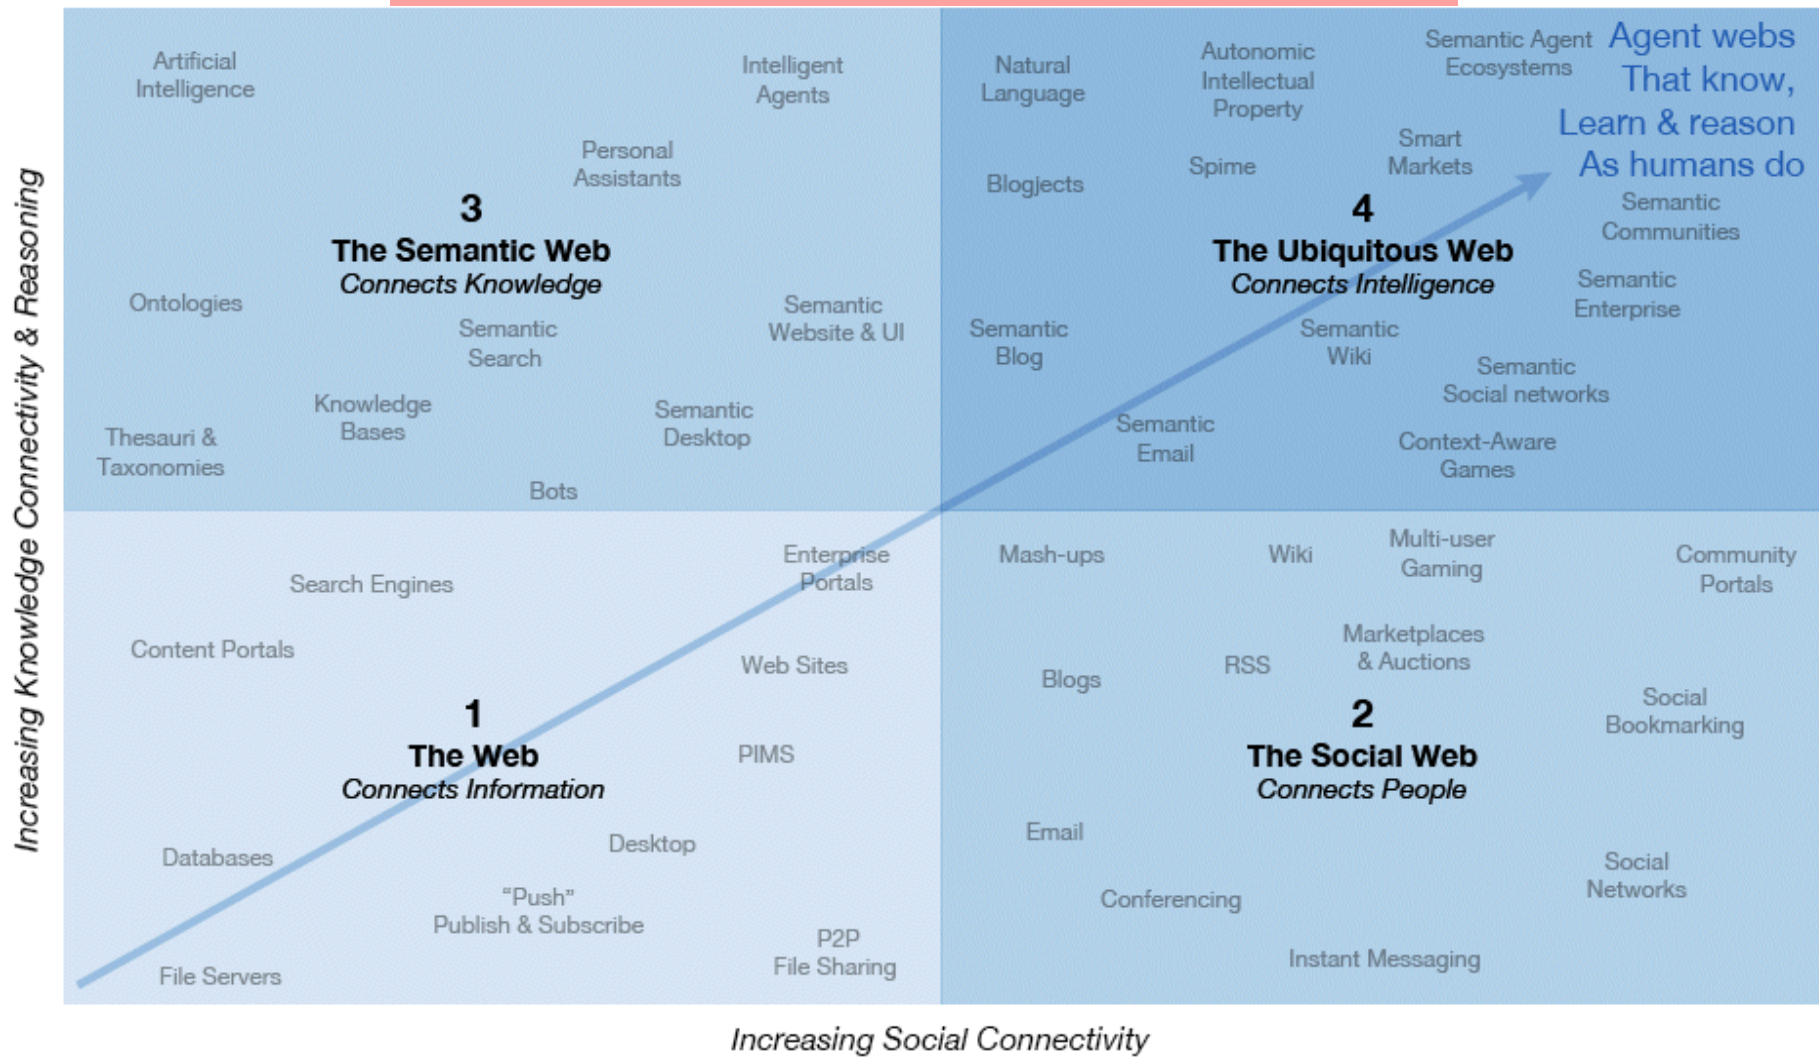 Artificial
Intelligence
Intelligent
Agents
Personal
Assistants
3
The Semantic Web
Connects Knowledge
Ontologies
Semantic
Search
Semantic
Website & UI
Knowledge
Bases
Semantic
Desktop
Thesauri &
Taxonomies
Bots
Natural
Language
Autonomic
Intellectual
Property
Semantic Agent
Ecosystems
Agent webs
That know,
Learn & reason
As humans do
Blogjects
Spime
Smart
Markets
4
The Ubiquitous Web
Connects Intelligence
Semantic
Communities
Semantic
Enterprise
Semantic
Blog
Semantic
Wiki
Semantic
Social networks
Semantic
Email
Context-Aware
Games
Search Engines
Enterprise
Portals
Content Portals
Web Sites
1
The Web
Connects Information
PIMS
Databases
Desktop
“Push”
Publish & Subscribe
P2P
File Sharing
File Servers
Mash-ups
Wiki
Multi-user
Gaming
Community
Portals
Marketplaces
& Auctions
Blogs
RSS
Social
Bookmarking
2
The Social Web
Connects People
Email
Social
Networks
Conferencing
Instant Messaging
Increasing Knowledge Connectivity & Reasoning
Increasing Social Connectivity